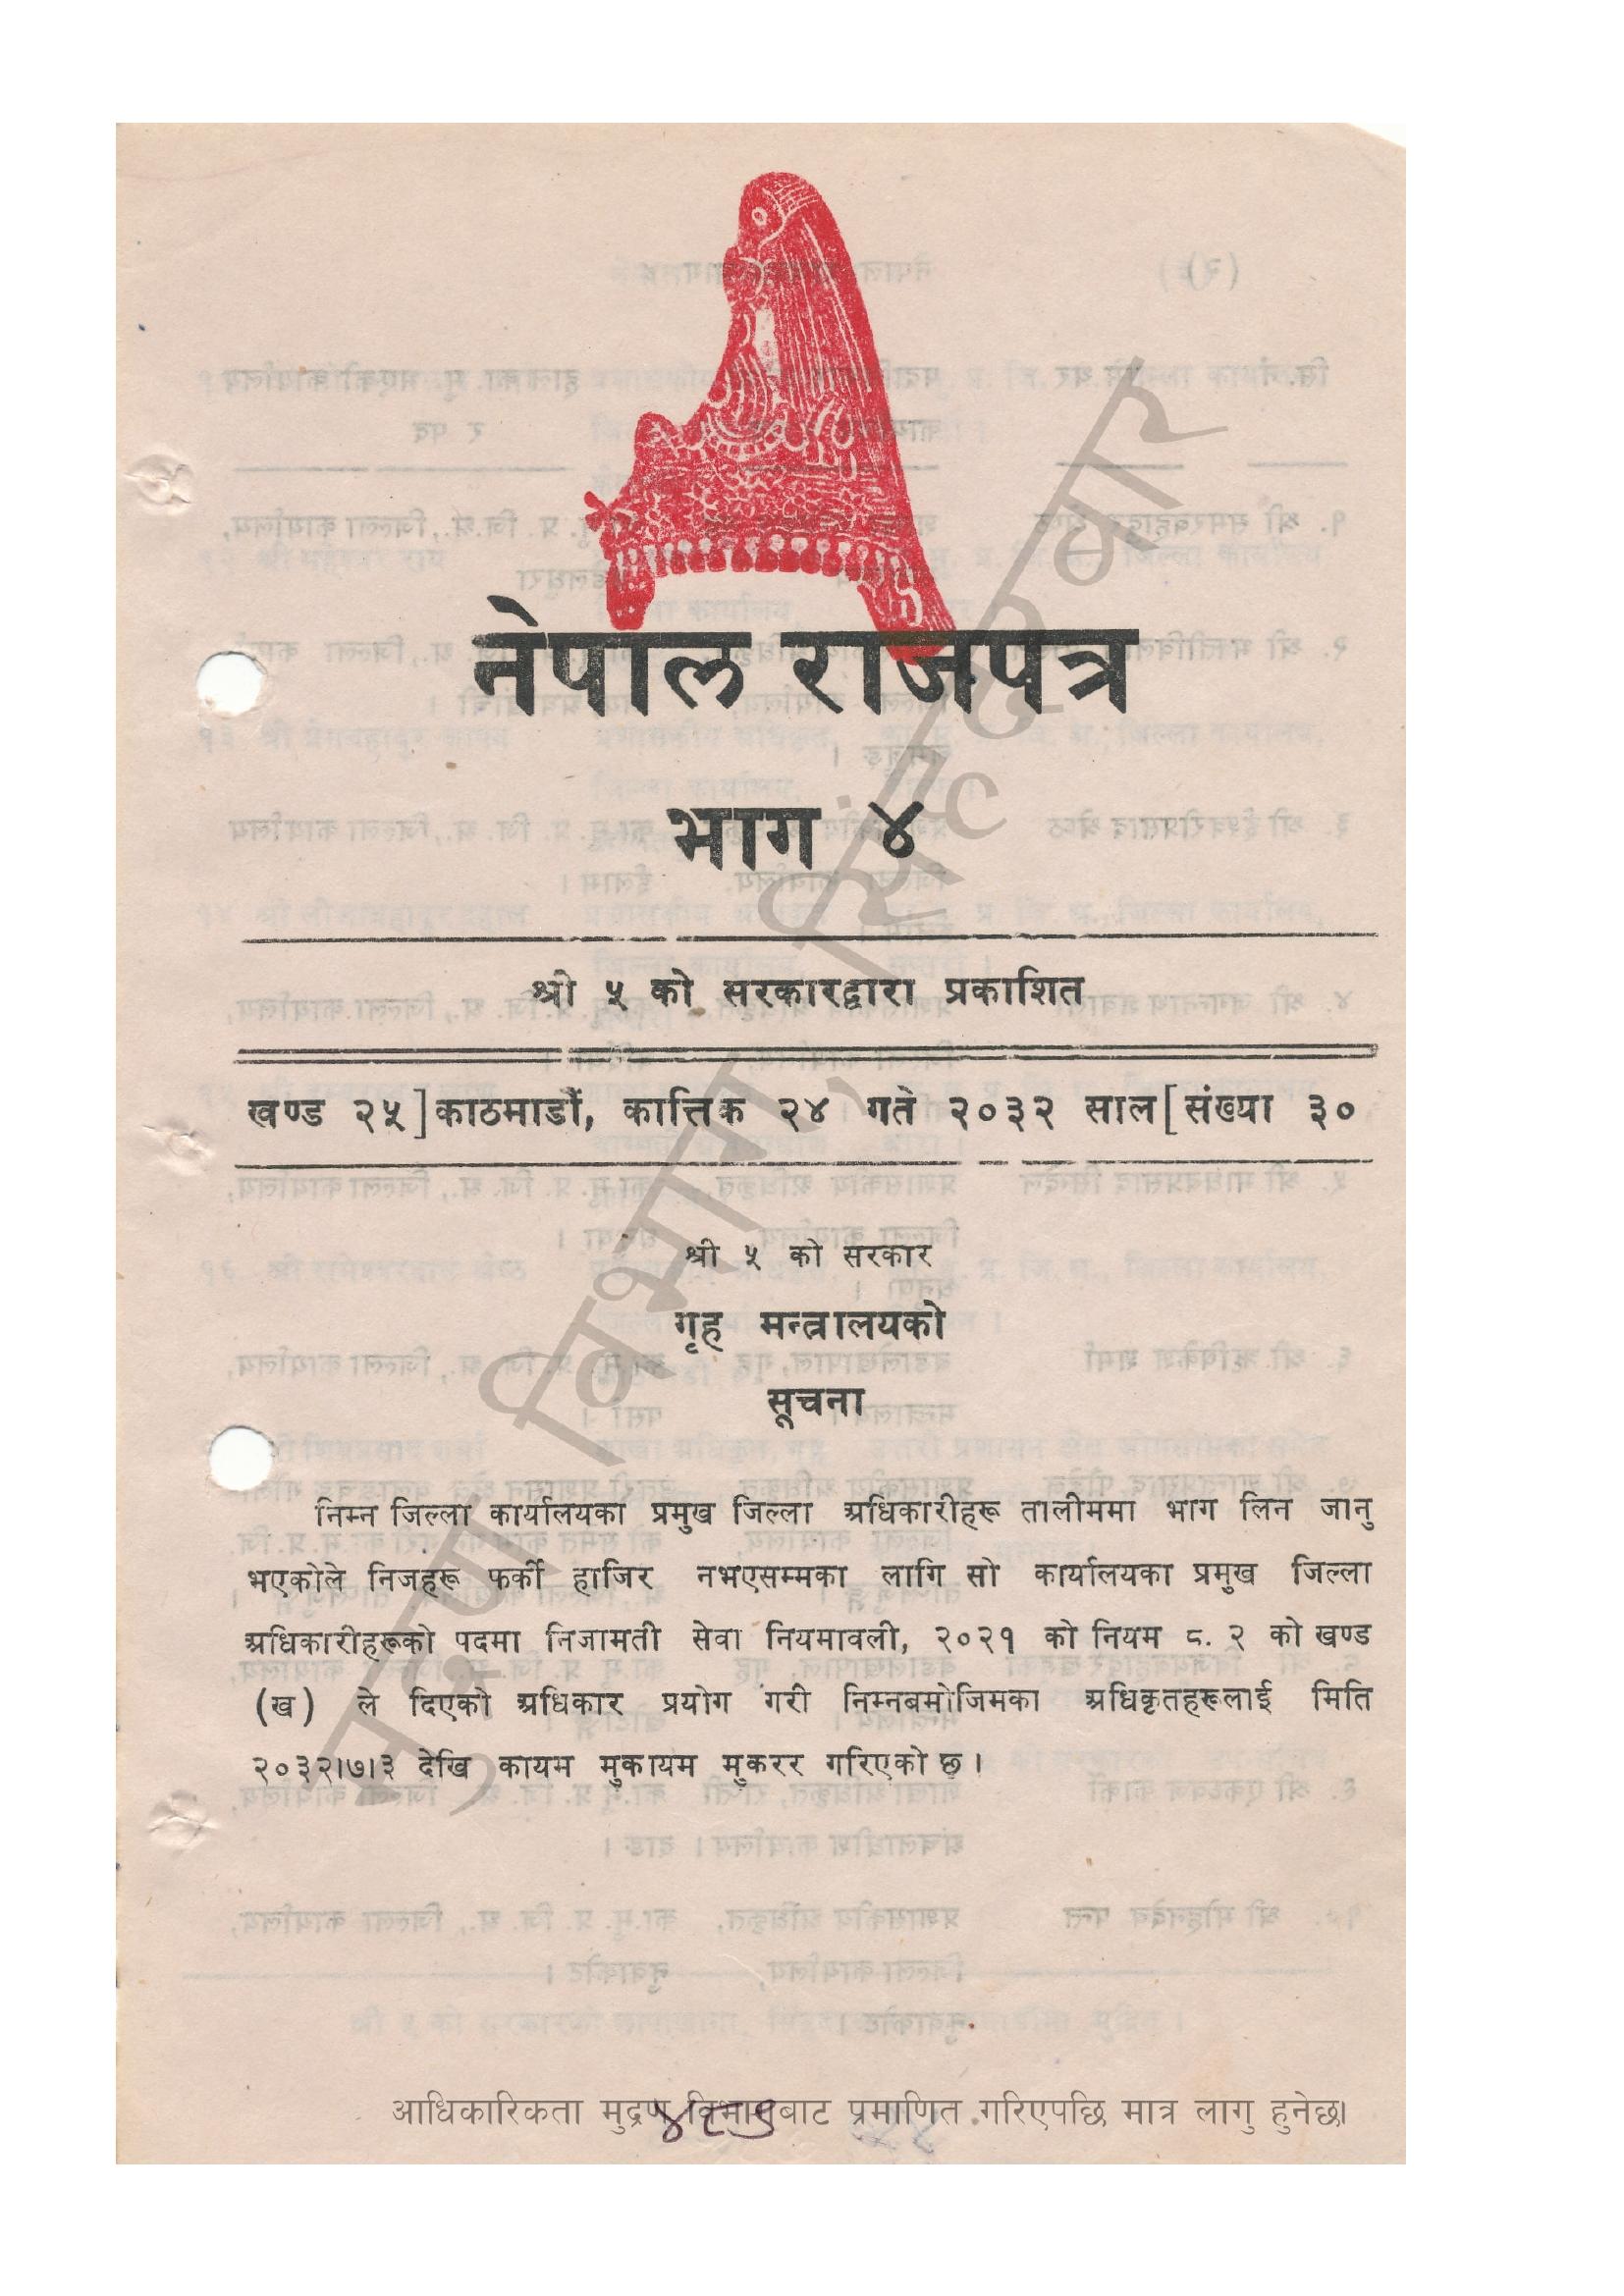 नेपाल राजपत्र
भाग ४
श्री ५ को सरकारद्वारा प्रकाशित
खण्ड २५] काठमाडौं, कात्तिक २४ गते २०३२ साल [संख्या ३०
श्री ५ को सरकार
गृह मन्त्रालयको
सूचना
निम्न जिल्ला कार्यालयका प्रमुख जिल्ला अधिकारीहरू तालीममा भाग लिन जानु
भएकोले निजहरू फर्की हाजिर नभएसम्मका लागि सो कार्यालयका प्रमुख जिल्ला
अधिकारीहरूको पदमा निजामती सेवा नियमावली, २०२१ को नियम ८. २ को खण्ड
(ख) ले दिएको अधिकार प्रयोग गरी निम्नबमोजिमका अधिकृतहरूलाई मिति
२०३२।७।३ देखि कायम मुकायम मुकरर गरिएको छ ।
मुद्रण विभाग, सिंहदरबार
आधिकारिकता मुद्रण विभागबाट प्रमाणित गरिएपछि मात्र लागु हुनेछ।